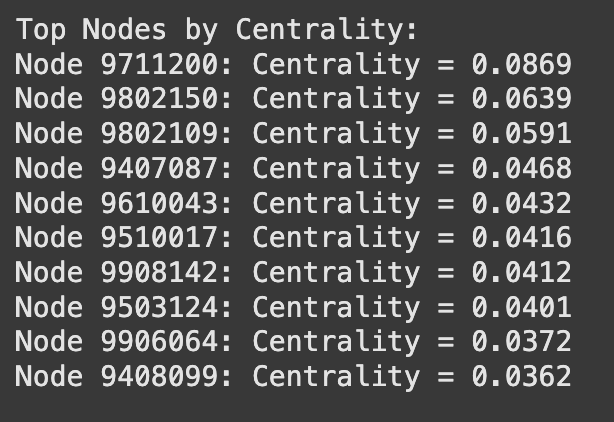 Top Nodes by Centrality:
Node 9711200: Centrality = 0.0869
Node 9802150: Centrality = 0.0639
Node 9802109: Centrality = 0.0591
Node 9407087: Centrality = 0.0468
Node 9610043: Centrality = 0.0432
Node 9510017: Centrality = 0.0416
Node 9908142: Centrality = 0.0412
Node 9503124: Centrality = 0.0401
Node 9906064: Centrality = 0.0372
Node 9408099: Centrality = 0.0362